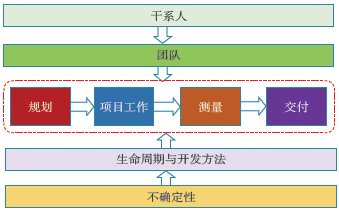 干系人
团队
规划 项目工作 测量 交付
生命周期与开发方法
不确定性